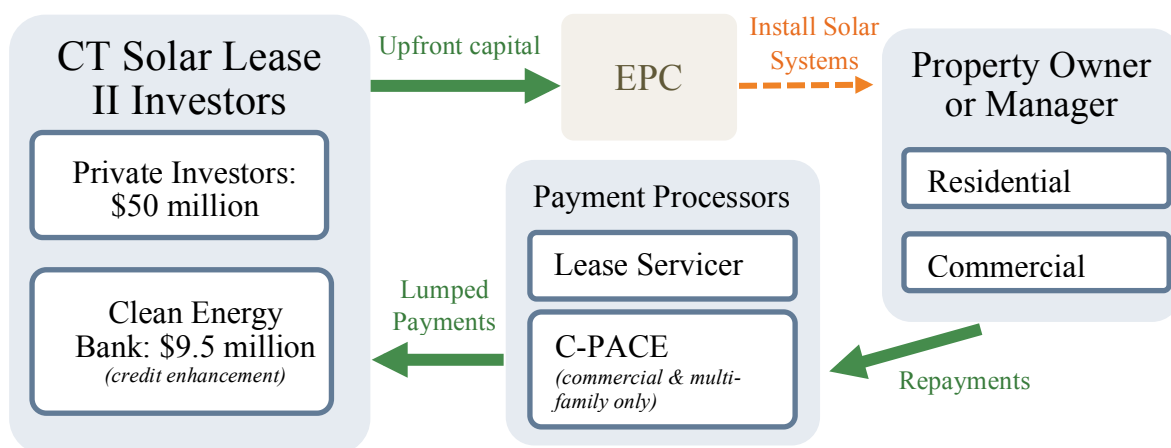 CT Solar Lease
II Investors
Private Investors:
$50 million
Clean Energy
Bank: $9.5 million
(credit enhancement)
Upfront capital
EPC
Install Solar
Systems
Property Owner
or Manager
Residential
Commercial
Payment Processors
Lease Servicer
C-PACE
(commercial & multi-
family only)
Lumped
Payments
Repayments